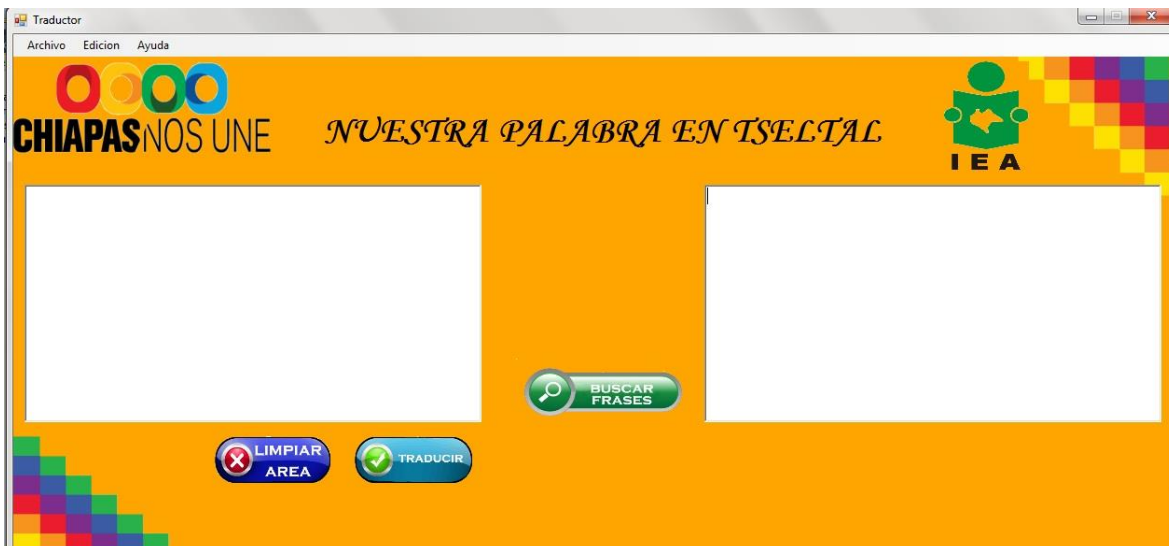 Traductor
Archivo Edicion Ayuda
CHIAPAS NOS UNE
NUESTRA PALABRA EN TSELTAL
IEA
BUSCAR
FRASES
LIMPIAR
AREA
TRADUCIR